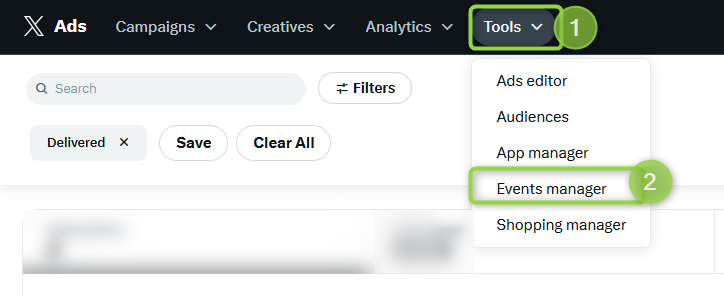 X Ads Campaigns Creatives Analytics Tools 1
Search Filters
Delivered × Save Clear All
Ads editor
Audiences
App manager
Events manager 2
Shopping manager